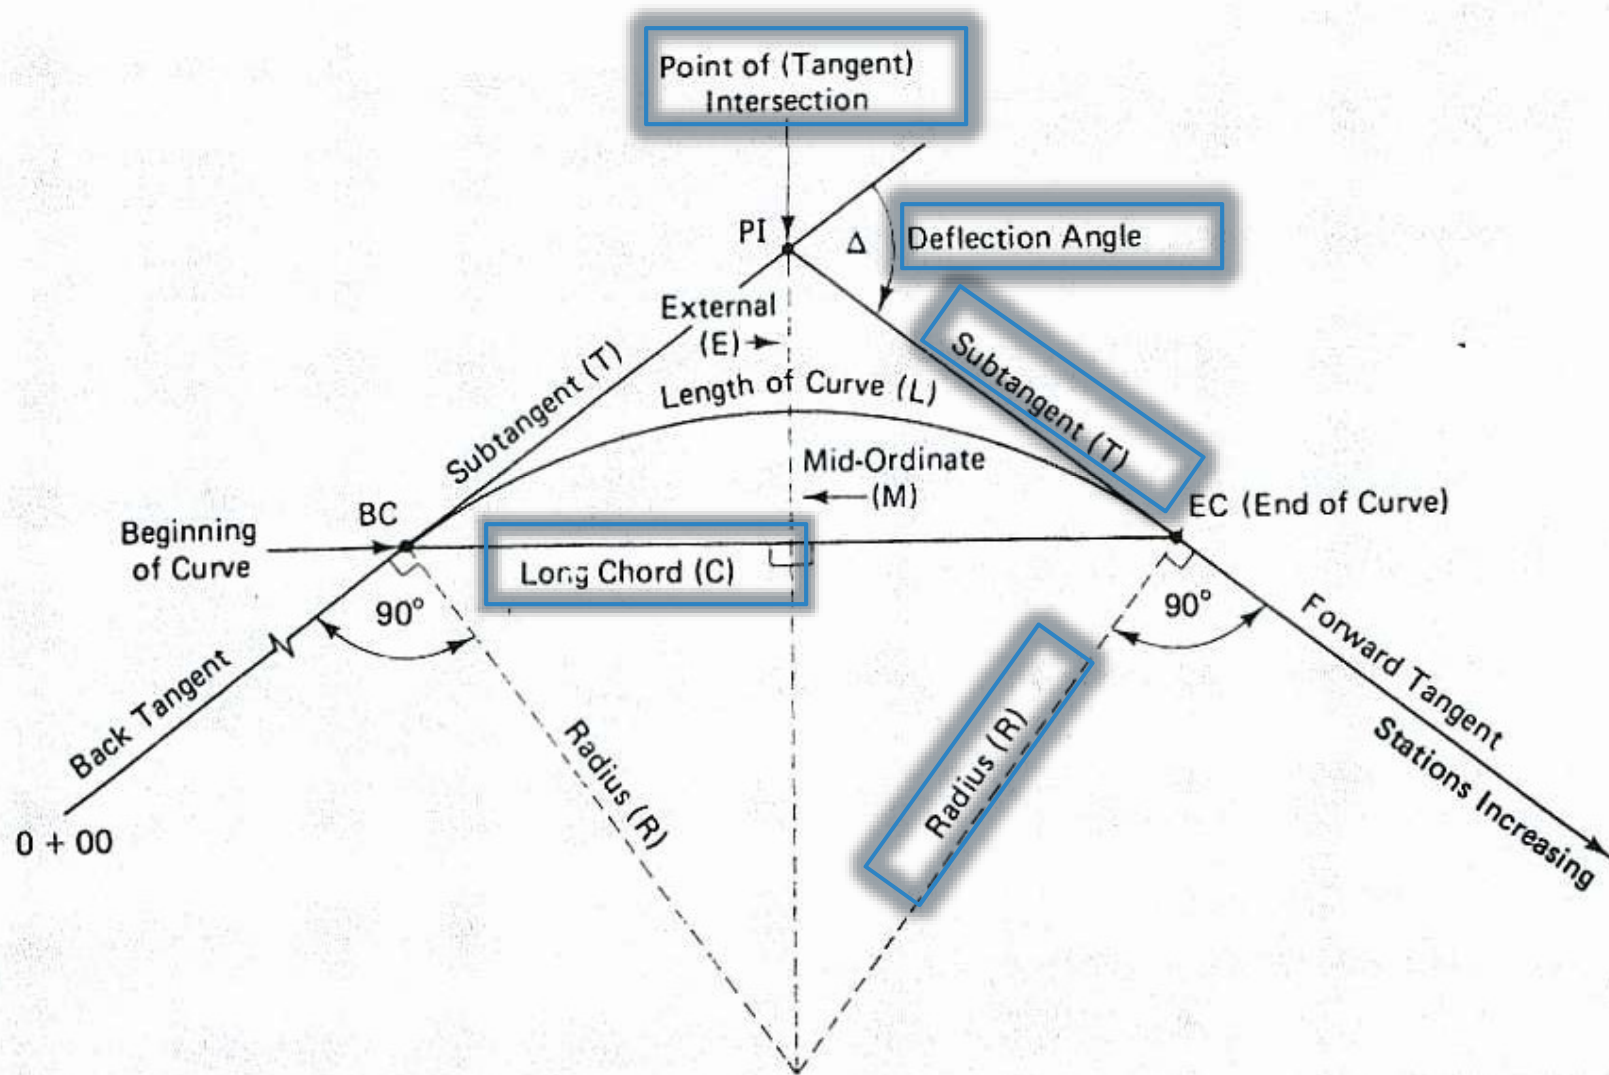 Point of (Tangent)
Intersection
PI
Δ
Deflection Angle
External
(E)
Subtangent (T)
Subtangent (T)
Length of Curve (L)
Mid-Ordinate
(M)
BC
EC (End of Curve)
Beginning
of Curve
Long Chord (C)
90°
90°
Back Tangent
Radius (R)
Radius (R)
Forward Tangent
Stations Increasing
0 + 00